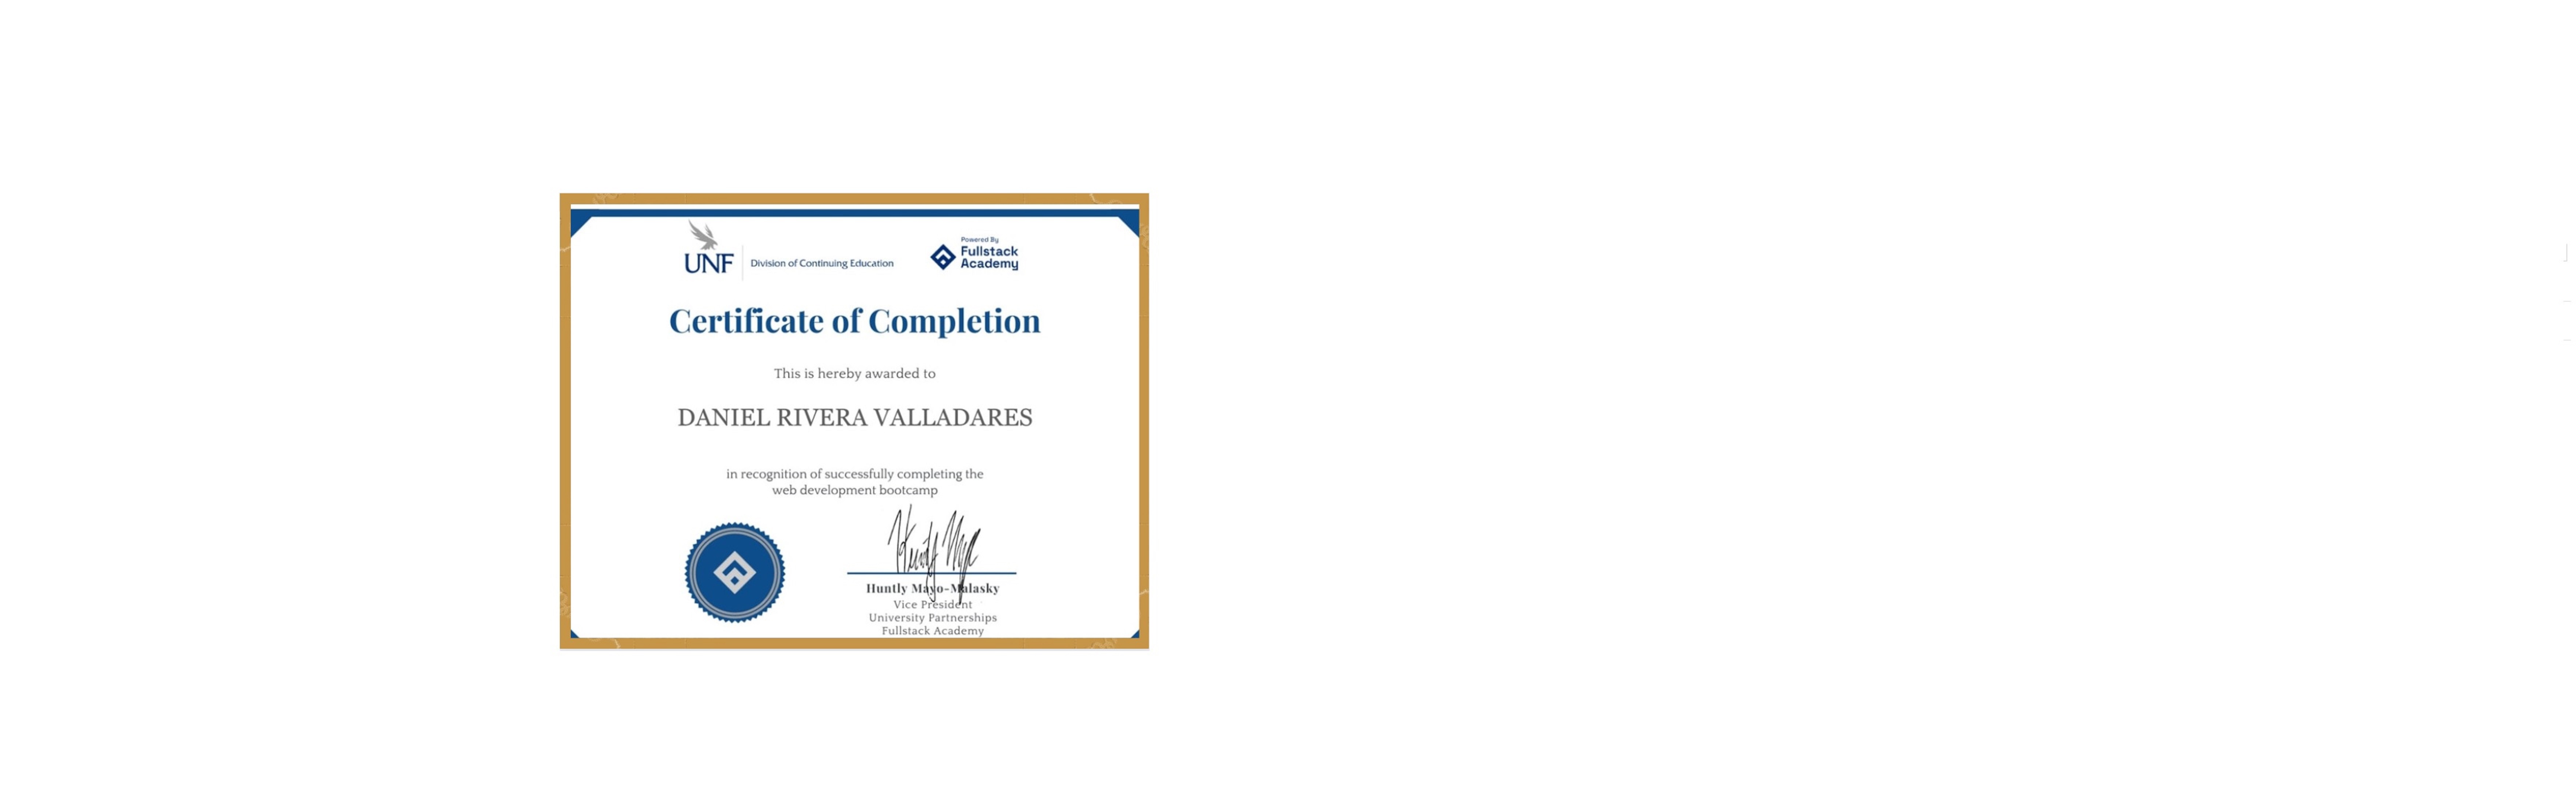 UNF
Division of Continuing Education
Powered By
Fullstack
Academy
Certificate of Completion
This is hereby awarded to
DANIEL RIVERA VALLADARES
in recognition of successfully completing the
web development bootcamp
Huntly Mayo-Malasky
Vice President
University Partnerships
Fullstack Academy